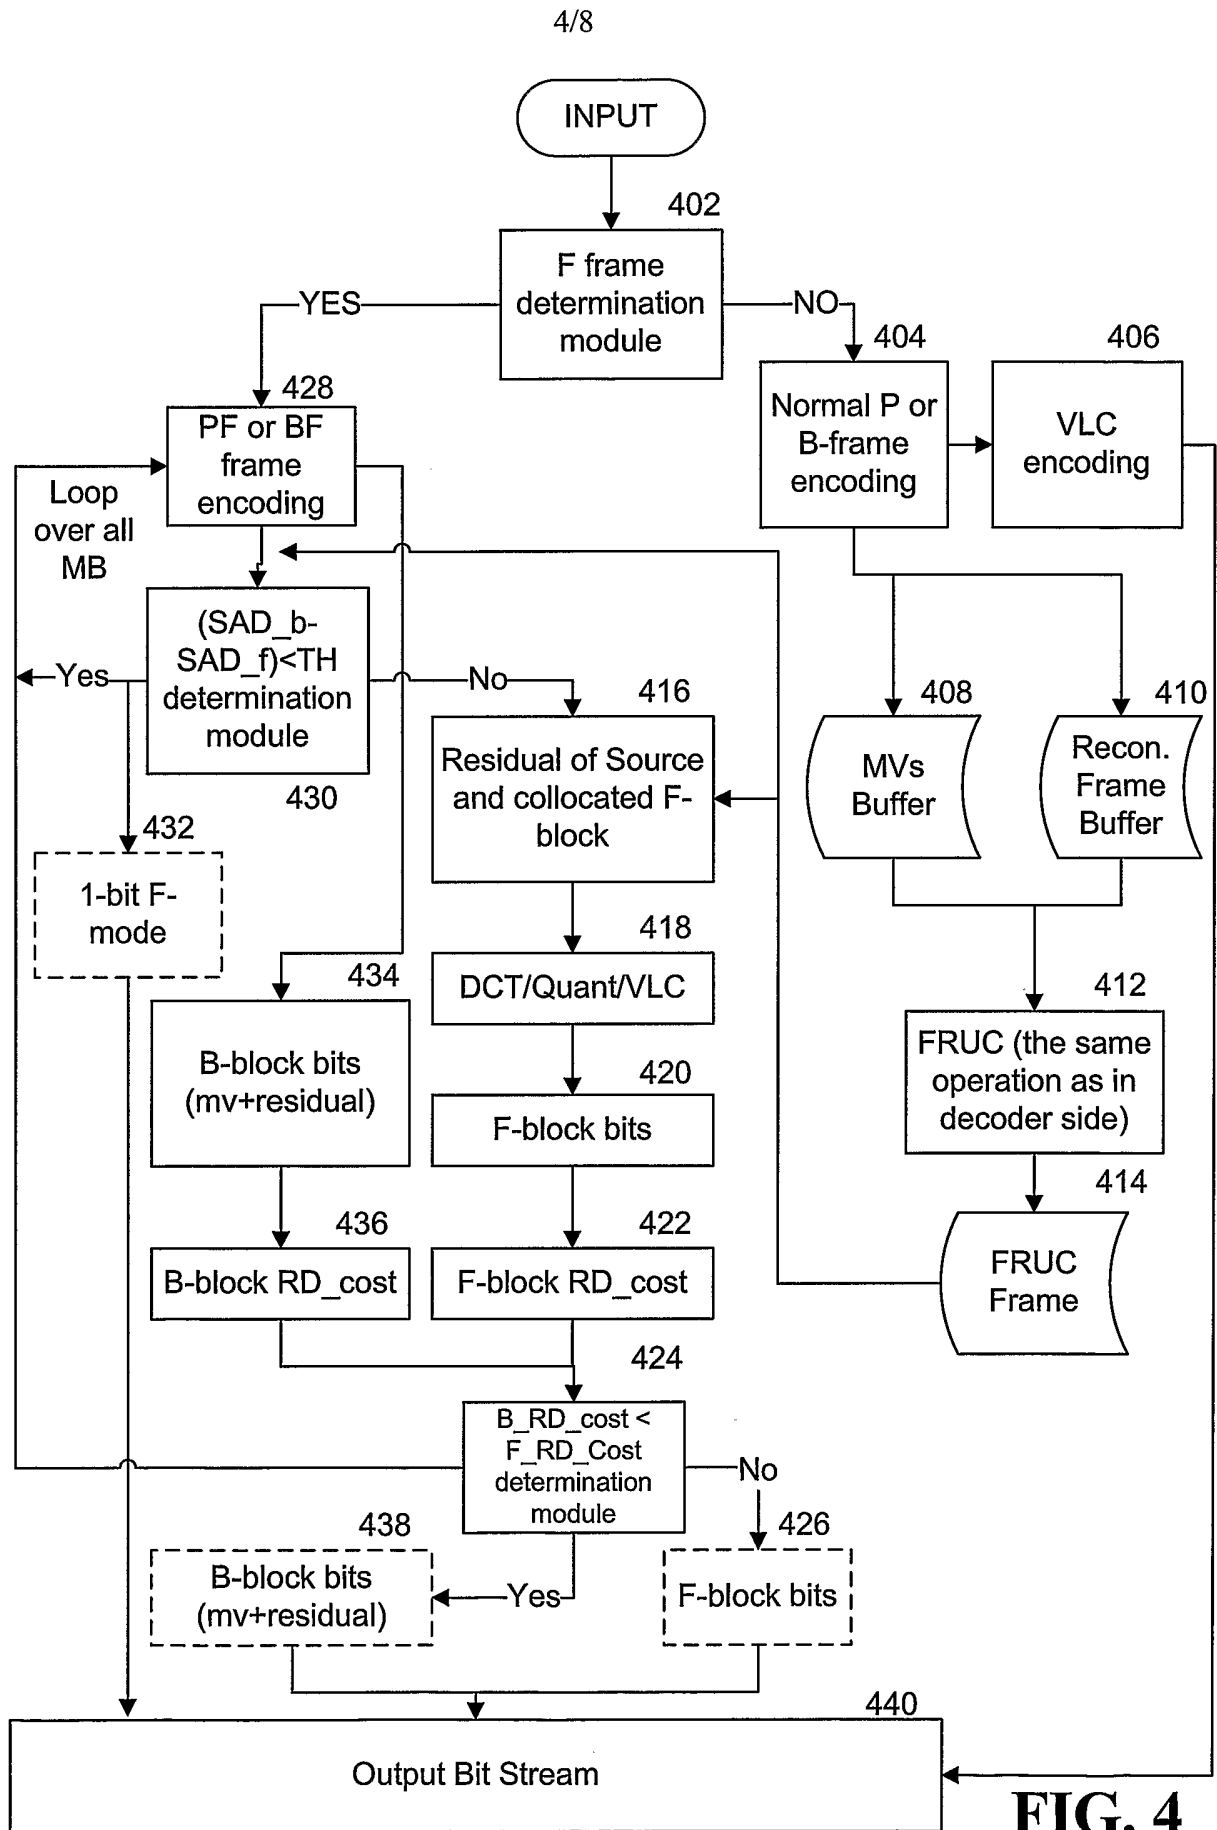 4/8
INPUT
402
F frame
determination
module
YES
NO
404
406
428
Normal P or
B-frame
encoding
VLC
encoding
PF or BF
frame
encoding
Loop
over all
MB
(SAD_b-
SAD_f)<TH
determination
module
Yes
No
416
408
410
430
Residual of Source
and collocated F-
block
MVs
Buffer
Recon.
Frame
Buffer
432
1-bit F-
mode
418
434
DCT/Quant/VLC
412
FRUC (the same
operation as in
decoder side)
B-block bits
(mv+residual)
420
F-block bits
414
436
422
B-block RD_cost
F-block RD_cost
FRUC
Frame
424
B_RD_cost <
F_RD_Cost
determination
module
No
438
426
B-block bits
(mv+residual)
Yes
F-block bits
440
Output Bit Stream
FIG. 4